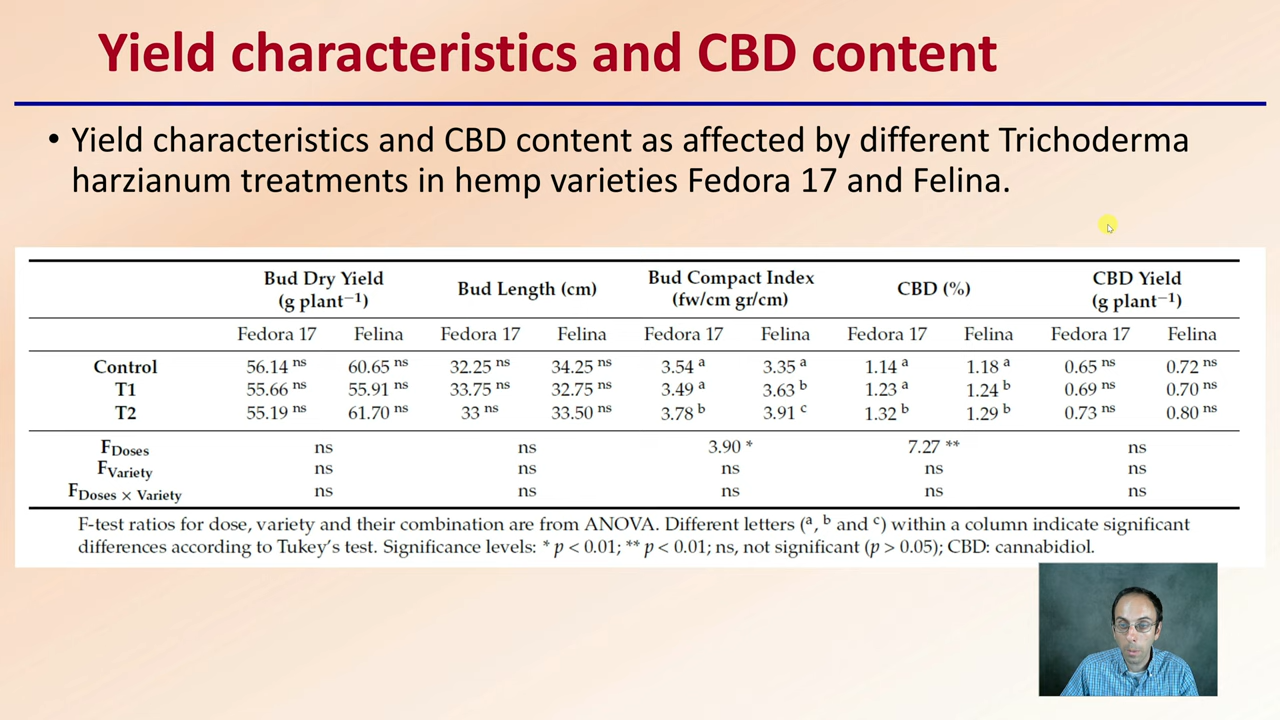 Yield characteristics and CBD content
• Yield characteristics and CBD content as affected by different Trichoderma
harzianum treatments in hemp varieties Fedora 17 and Felina.
Bud Dry Yield (g plant⁻¹) Bud Length (cm) Bud Compact Index (fw/cm gr/cm) CBD (%) CBD Yield (g plant⁻¹)
Fedora 17 Felina Fedora 17 Felina Fedora 17 Felina Fedora 17 Felina Fedora 17 Felina
Control 56.14 ns 60.65 ns 32.25 ns 34.25 ns 3.54 a 3.35 a 1.14 a 1.18 a 0.65 ns 0.72 ns
T1 55.66 ns 55.91 ns 33.75 ns 32.75 ns 3.49 a 3.63 b 1.23 a 1.24 b 0.69 ns 0.70 ns
T2 55.19 ns 61.70 ns 33 ns 33.50 ns 3.78 b 3.91 c 1.32 b 1.29 b 0.73 ns 0.80 ns
FDoses ns ns 3.90 * 7.27 ** ns
FVariety ns ns ns ns ns
FDoses × Variety ns ns ns ns ns
F-test ratios for dose, variety and their combination are from ANOVA. Different letters (a, b and c) within a column indicate significant
differences according to Tukey's test. Significance levels: * p < 0.01; ** p < 0.01; ns, not significant (p > 0.05); CBD: cannabidiol.